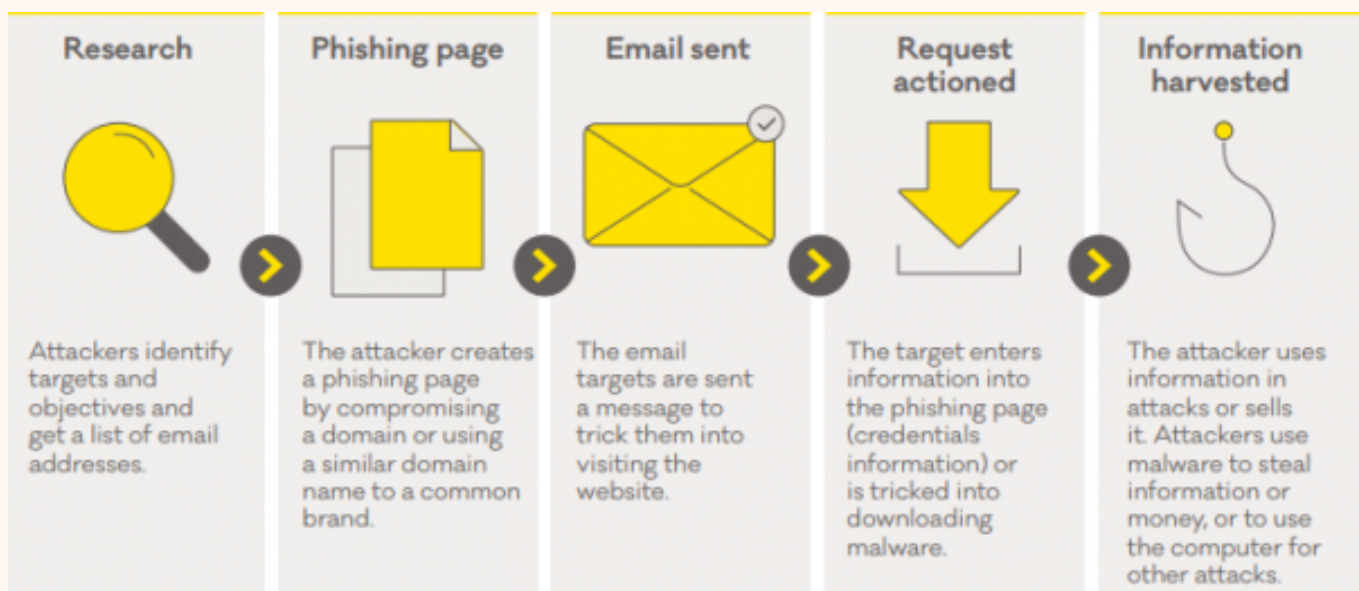 Research
Attackers identify
targets and
objectives and
get a list of email
addresses.
Phishing page
The attacker creates
a phishing page
by compromising
a domain or using
a similar domain
name to a common
brand.
Email sent
The email
targets are sent
a message to
trick them into
visiting the
website.
Request
actioned
The target enters
information into
the phishing page
(credentials
information) or
is tricked into
downloading
malware.
Information
harvested
The attacker uses
information in
attacks or sells
it. Attackers use
malware to steal
information or
money, or to use
the computer for
other attacks.